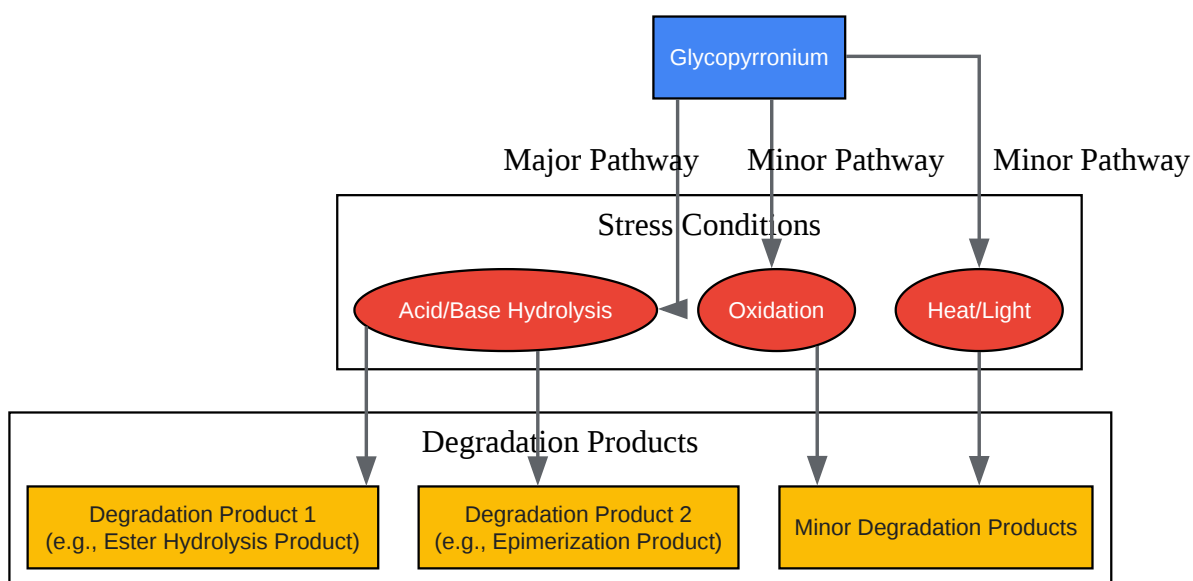 Glycopyrronium
Major Pathway
Minor Pathway
Minor Pathway
Stress Conditions
Acid/Base Hydrolysis
Oxidation
Heat/Light
Degradation Products
Degradation Product 1
(e.g., Ester Hydrolysis Product)
Degradation Product 2
(e.g., Epimerization Product)
Minor Degradation Products